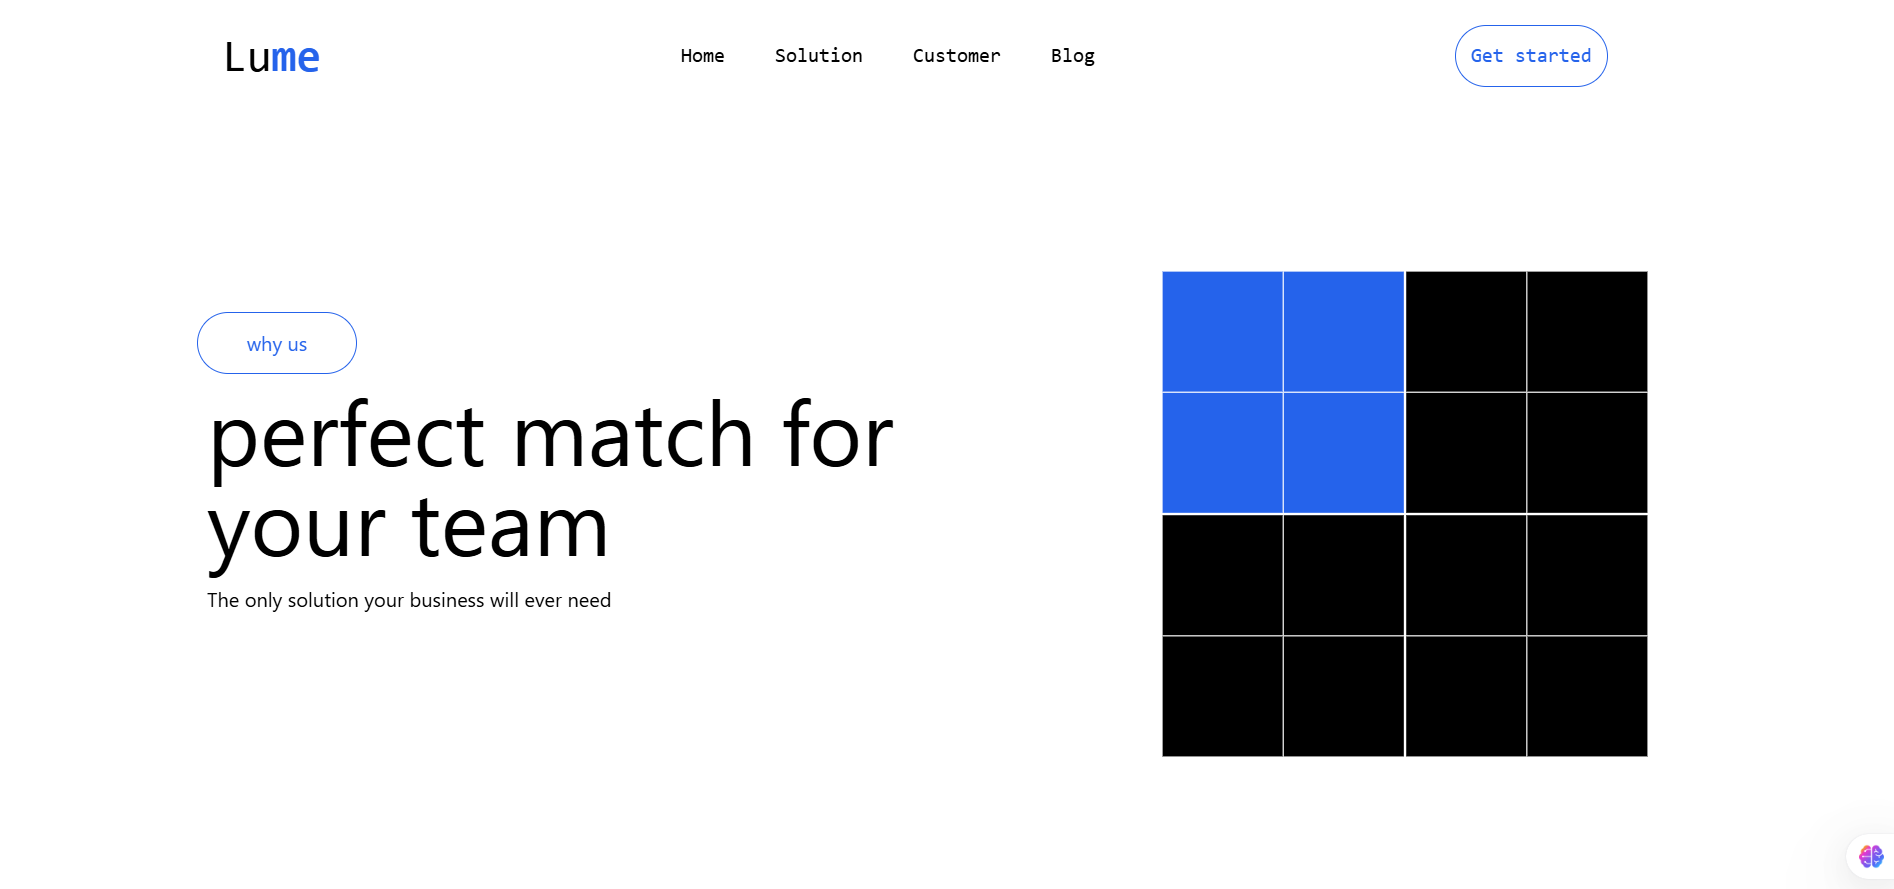 Lume
Home Solution Customer Blog
Get started
why us
perfect match for
your team
The only solution your business will ever need